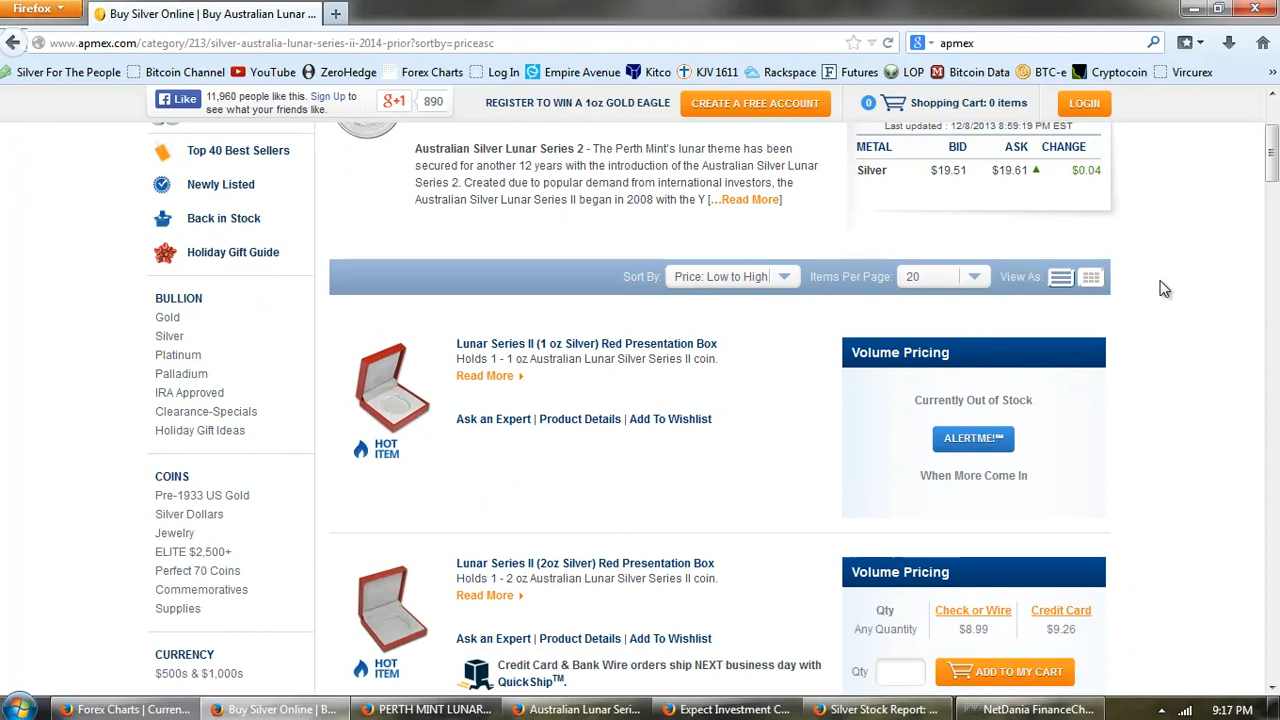 Firefox
Buy Silver Online | Buy Australian Lunar ...
www.apmex.com/category/213/silver-australia-lunar-series-ii-2014-prior?sortby=priceasc
apmex
Silver For The People Bitcoin Channel YouTube ZeroHedge Forex Charts Log In Empire Avenue Kitco KJV 1611 Rackspace Futures LOP Bitcoin Data BTC-e Cryptocoin Vircurex »
Like 11,960 people like this. Sign Up to see what your friends like. +1 890
REGISTER TO WIN A 1oz GOLD EAGLE CREATE A FREE ACCOUNT 0 Shopping Cart: 0 items LOGIN
Top 40 Best Sellers
Newly Listed
Back in Stock
Holiday Gift Guide
BULLION
Gold
Silver
Platinum
Palladium
IRA Approved
Clearance-Specials
Holiday Gift Ideas
COINS
Pre-1933 US Gold
Silver Dollars
Jewelry
ELITE $2,500+
Perfect 70 Coins
Commemoratives
Supplies
CURRENCY
$500s & $1,000s
Australian Silver Lunar Series 2 - The Perth Mint's lunar theme has been
secured for another 12 years with the introduction of the Australian Silver Lunar
Series 2. Created due to popular demand from international investors, the
Australian Silver Lunar Series II began in 2008 with the Y [...Read More]
Last updated : 12/8/2013 8:59:19 PM EST
METAL BID ASK CHANGE
Silver $19.51 $19.61 $0.04
Sort By: Price: Low to High Items Per Page: 20 View As:
Lunar Series II (1 oz Silver) Red Presentation Box
Holds 1 - 1 oz Australian Lunar Silver Series II coin.
Read More
Ask an Expert | Product Details | Add To Wishlist
HOT
ITEM
Volume Pricing
Currently Out of Stock
ALERTME!℠
When More Come In
Lunar Series II (2oz Silver) Red Presentation Box
Holds 1 - 2 oz Australian Lunar Silver Series II coin.
Read More
Ask an Expert | Product Details | Add To Wishlist
HOT
ITEM
Credit Card & Bank Wire orders ship NEXT business day with
QuickShip™.
Volume Pricing
Qty Check or Wire Credit Card
Any Quantity $8.99 $9.26
Qty ADD TO MY CART
Forex Charts | Curren... Buy Silver Online | B... PERTH MINT LUNAR... Australian Lunar Seri... Expect Investment C... Silver Stock Report: ... NetDania FinanceCh... 9:17 PM